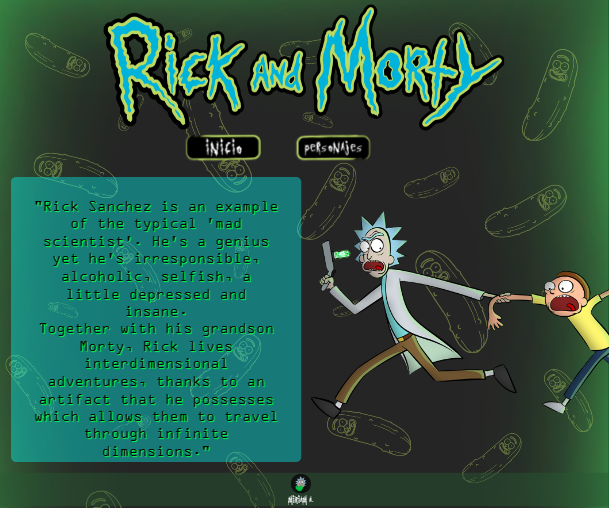 Rick and Morty
inicio
personajes
"Rick Sanchez is an example
of the typical 'mad
scientist'. He's a genius
yet he's irresponsible,
alcoholic, selfish, a
little depressed and
insane.
Together with his grandson
Morty, Rick lives
interdimensional
adventures, thanks to an
artifact that he possesses
which allows them to travel
through infinite
dimensions."